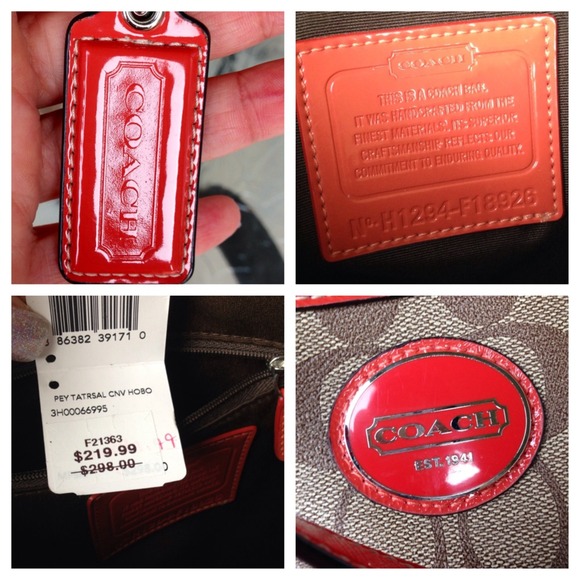 COACH
COACH
THIS IS A COACH BAG.
IT WAS HANDCRAFTED FROM THE
FINEST MATERIALS. ITS SUPERIOR
CRAFTSMANSHIP REFLECTS OUR
COMMITMENT TO ENDURING QUALITY.
No. H1294-F18926
86382 39171 0
PEY TATRSAL CNV HOBO
3H00066995
F21363
$219.99
$298.00
COACH
EST. 1941